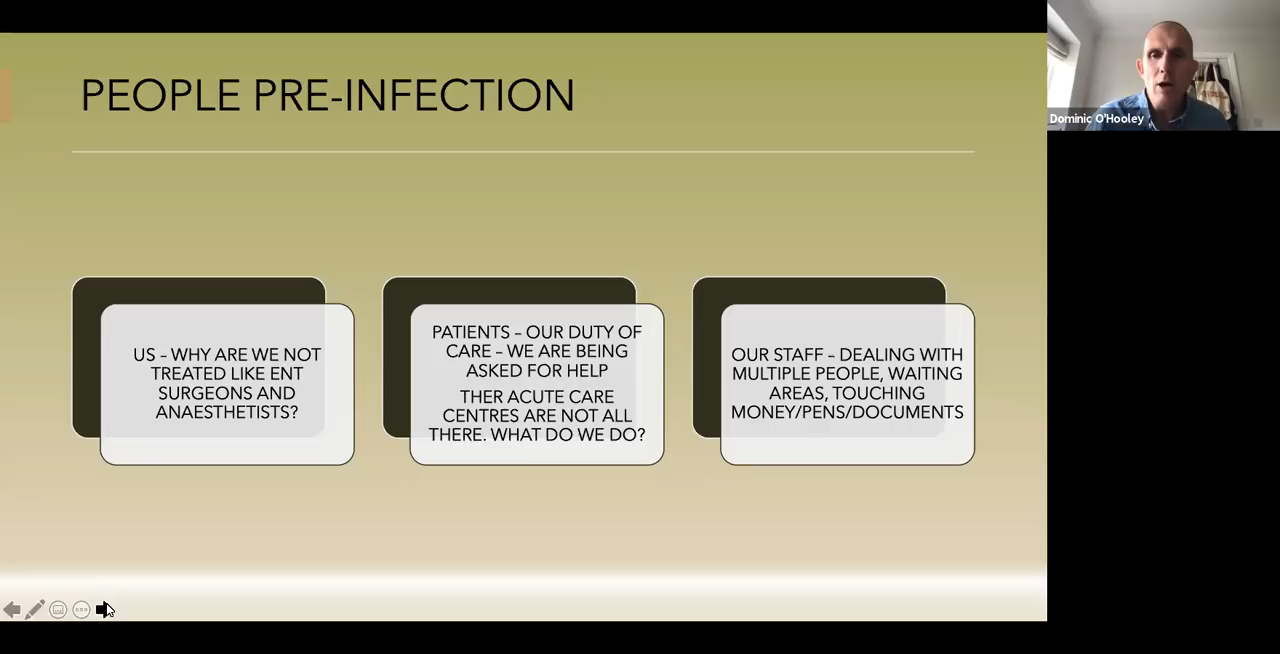 PEOPLE PRE-INFECTION
Dominic O'Hooley
US – WHY ARE WE NOT
TREATED LIKE ENT
SURGEONS AND
ANAESTHETISTS?
PATIENTS – OUR DUTY OF
CARE – WE ARE BEING
ASKED FOR HELP
THER ACUTE CARE
CENTRES ARE NOT ALL
THERE. WHAT DO WE DO?
OUR STAFF – DEALING WITH
MULTIPLE PEOPLE, WAITING
AREAS, TOUCHING
MONEY/PENS/DOCUMENTS